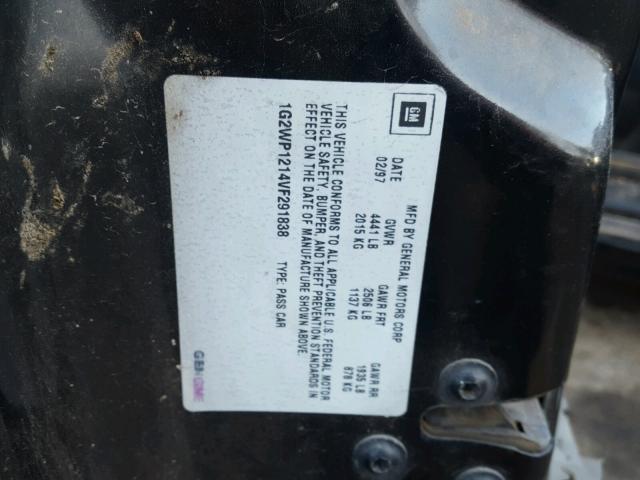 GM
MFD BY GENERAL MOTORS CORP
DATE GVWR GAWR FRT GAWR RR
02/97 4441 LB 2506 LB 1935 LB
2015 KG 1137 KG 878 KG
THIS VEHICLE CONFORMS TO ALL APPLICABLE U.S. FEDERAL MOTOR
VEHICLE SAFETY, BUMPER, AND THEFT PREVENTION STANDARDS IN
EFFECT ON THE DATE OF MANUFACTURE SHOWN ABOVE.
1G2WP1214VF291838 TYPE: PASS CAR